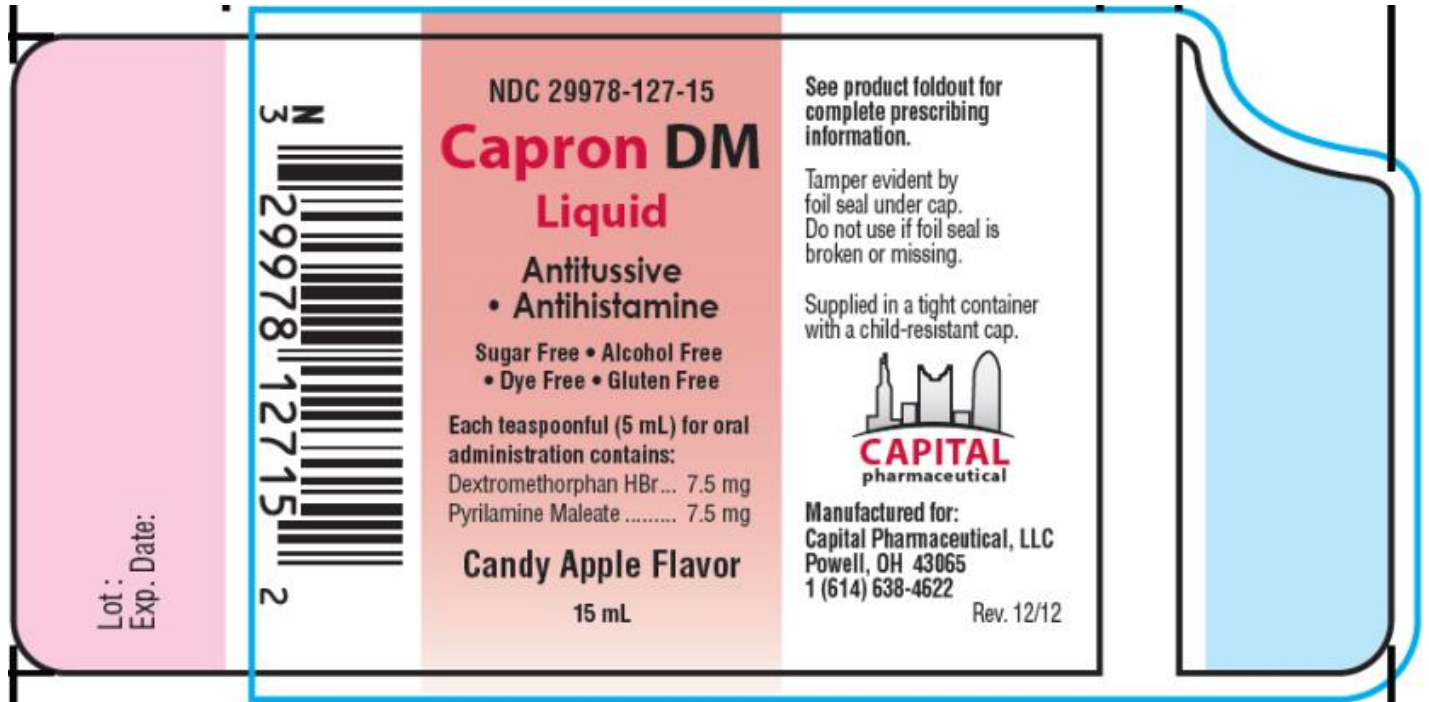 Lot :
Exp. Date:
N
3 29978 12715 2
NDC 29978-127-15
Capron DM
Liquid
Antitussive
• Antihistamine
Sugar Free • Alcohol Free
• Dye Free • Gluten Free
Each teaspoonful (5 mL) for oral
administration contains:
Dextromethorphan HBr... 7.5 mg
Pyrilamine Maleate ......... 7.5 mg
Candy Apple Flavor
15 mL
See product foldout for
complete prescribing
information.
Tamper evident by
foil seal under cap.
Do not use if foil seal is
broken or missing.
Supplied in a tight container
with a child-resistant cap.
CAPITAL
pharmaceutical
Manufactured for:
Capital Pharmaceutical, LLC
Powell, OH 43065
1 (614) 638-4622
Rev. 12/12